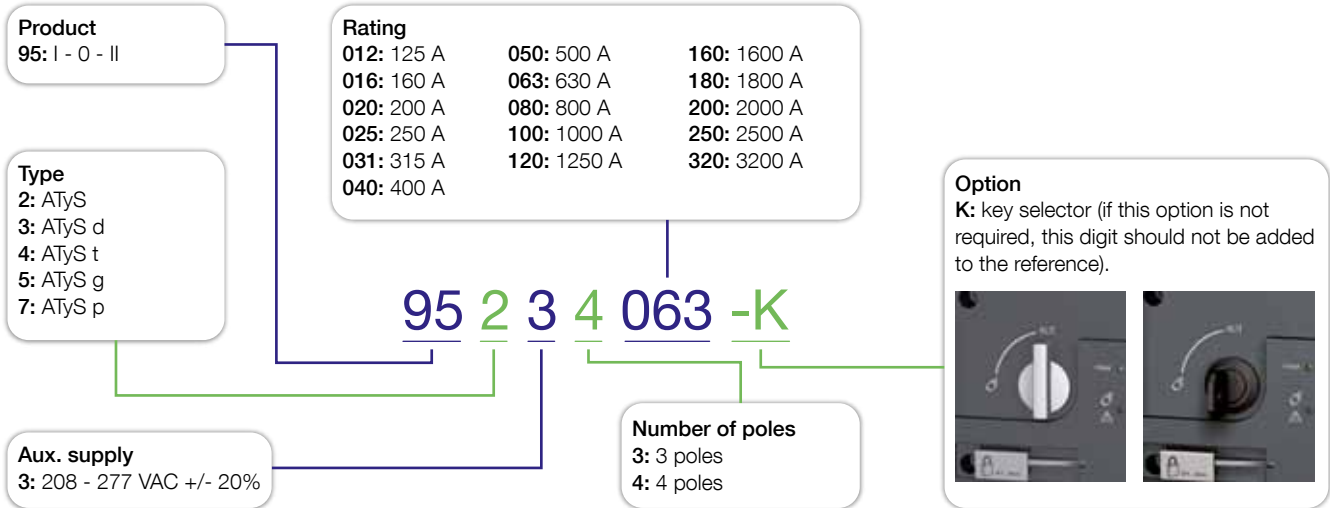 Product
95: I - 0 - II
Rating
012: 125 A
016: 160 A
020: 200 A
025: 250 A
031: 315 A
040: 400 A
050: 500 A
063: 630 A
080: 800 A
100: 1000 A
120: 1250 A
160: 1600 A
180: 1800 A
200: 2000 A
250: 2500 A
320: 3200 A
Type
2: ATyS
3: ATyS d
4: ATyS t
5: ATyS g
7: ATyS p
Option
K: key selector (if this option is not
required, this digit should not be added
to the reference).
95 2 3 4 063 -K
Aux. supply
3: 208 - 277 VAC +/- 20%
Number of poles
3: 3 poles
4: 4 poles
AUT
AUT